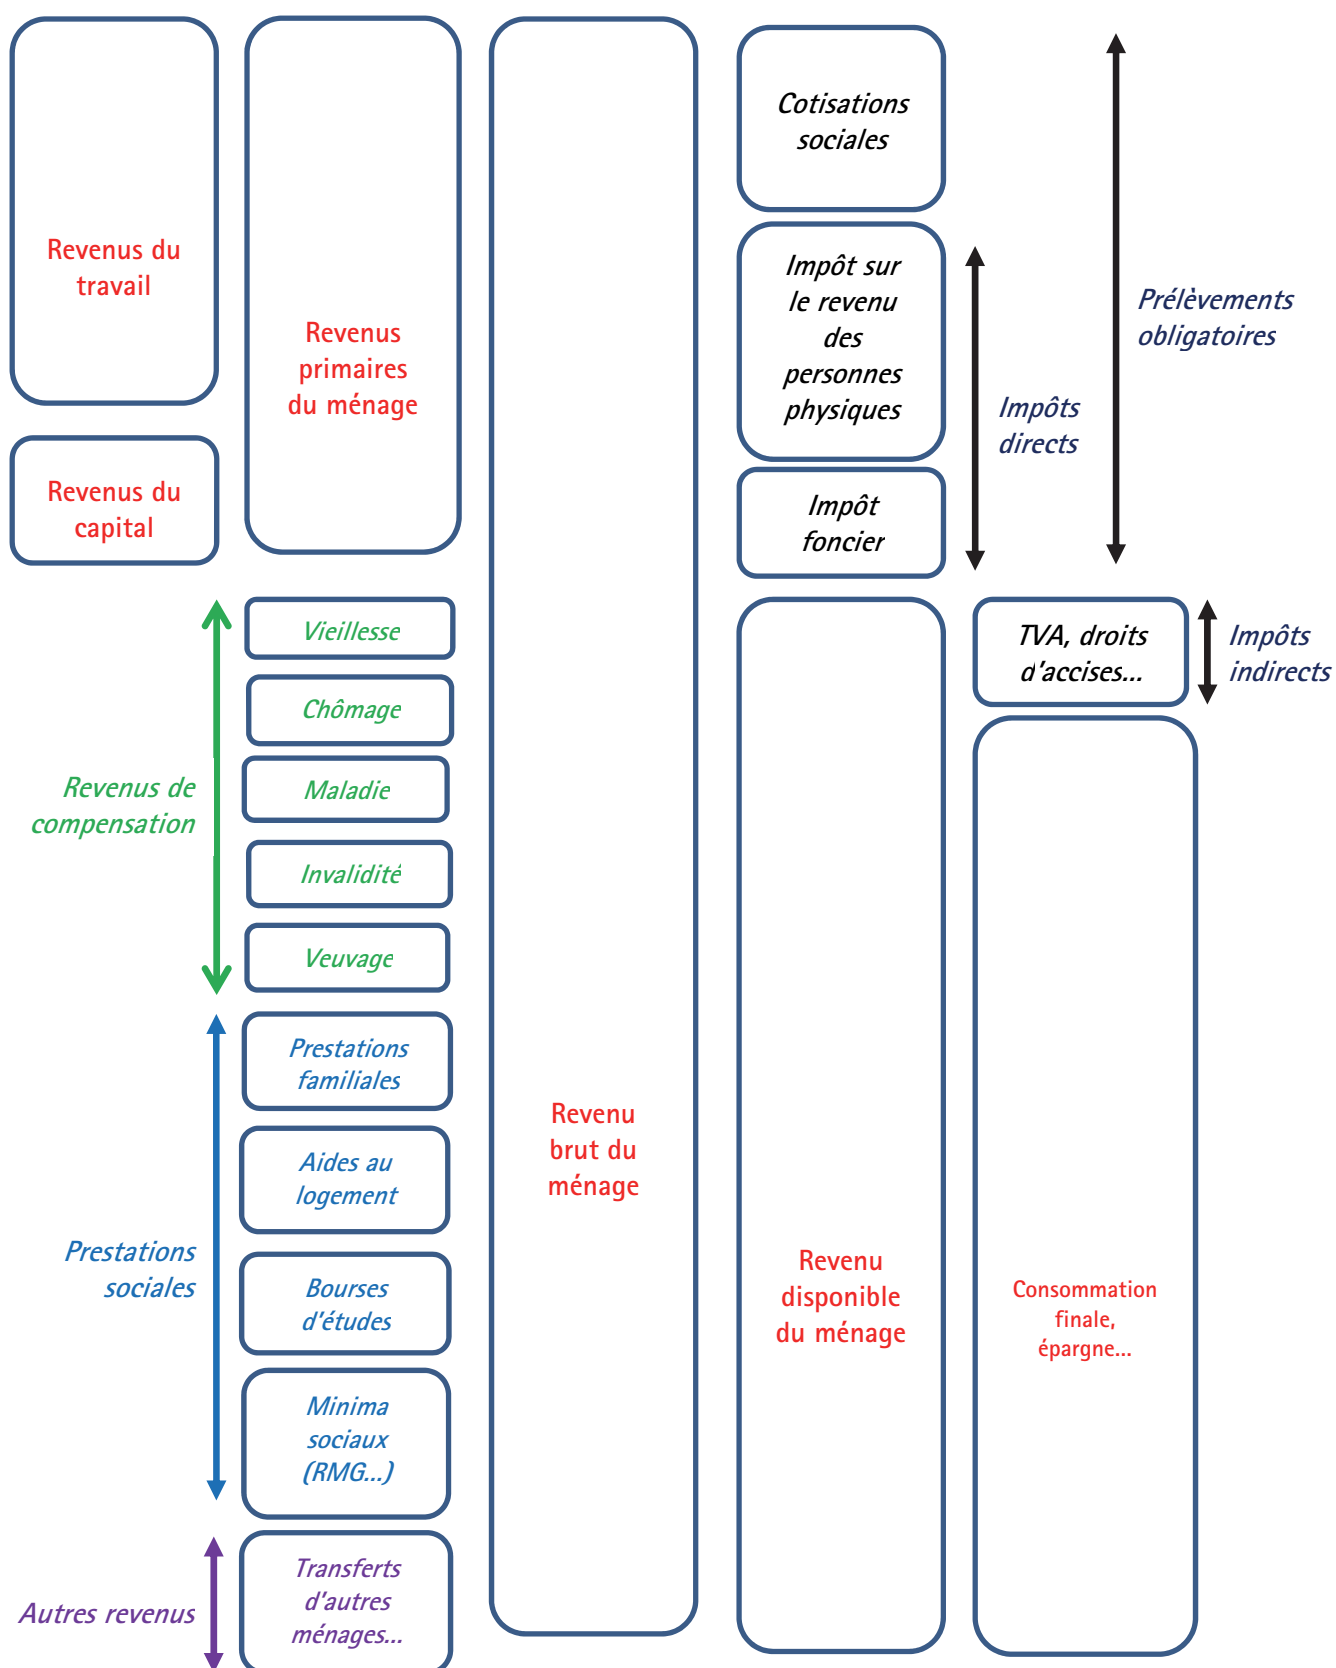 Revenus du
travail
Revenus du
capital
Revenus
primaires
du ménage
Revenus de
compensation
Vieillesse
Chômage
Maladie
Invalidité
Veuvage
Prestations
sociales
Prestations
familiales
Aides au
logement
Bourses
d'études
Minima
sociaux
(RMG...)
Autres revenus
Transferts
d'autres
ménages...
Revenu
brut du
ménage
Cotisations
sociales
Impôt sur
le revenu
des
personnes
physiques
Impôt
foncier
Impôts
directs
Prélèvements
obligatoires
Revenu
disponible
du ménage
TVA, droits
d'accises...
Impôts
indirects
Consommation
finale,
épargne...